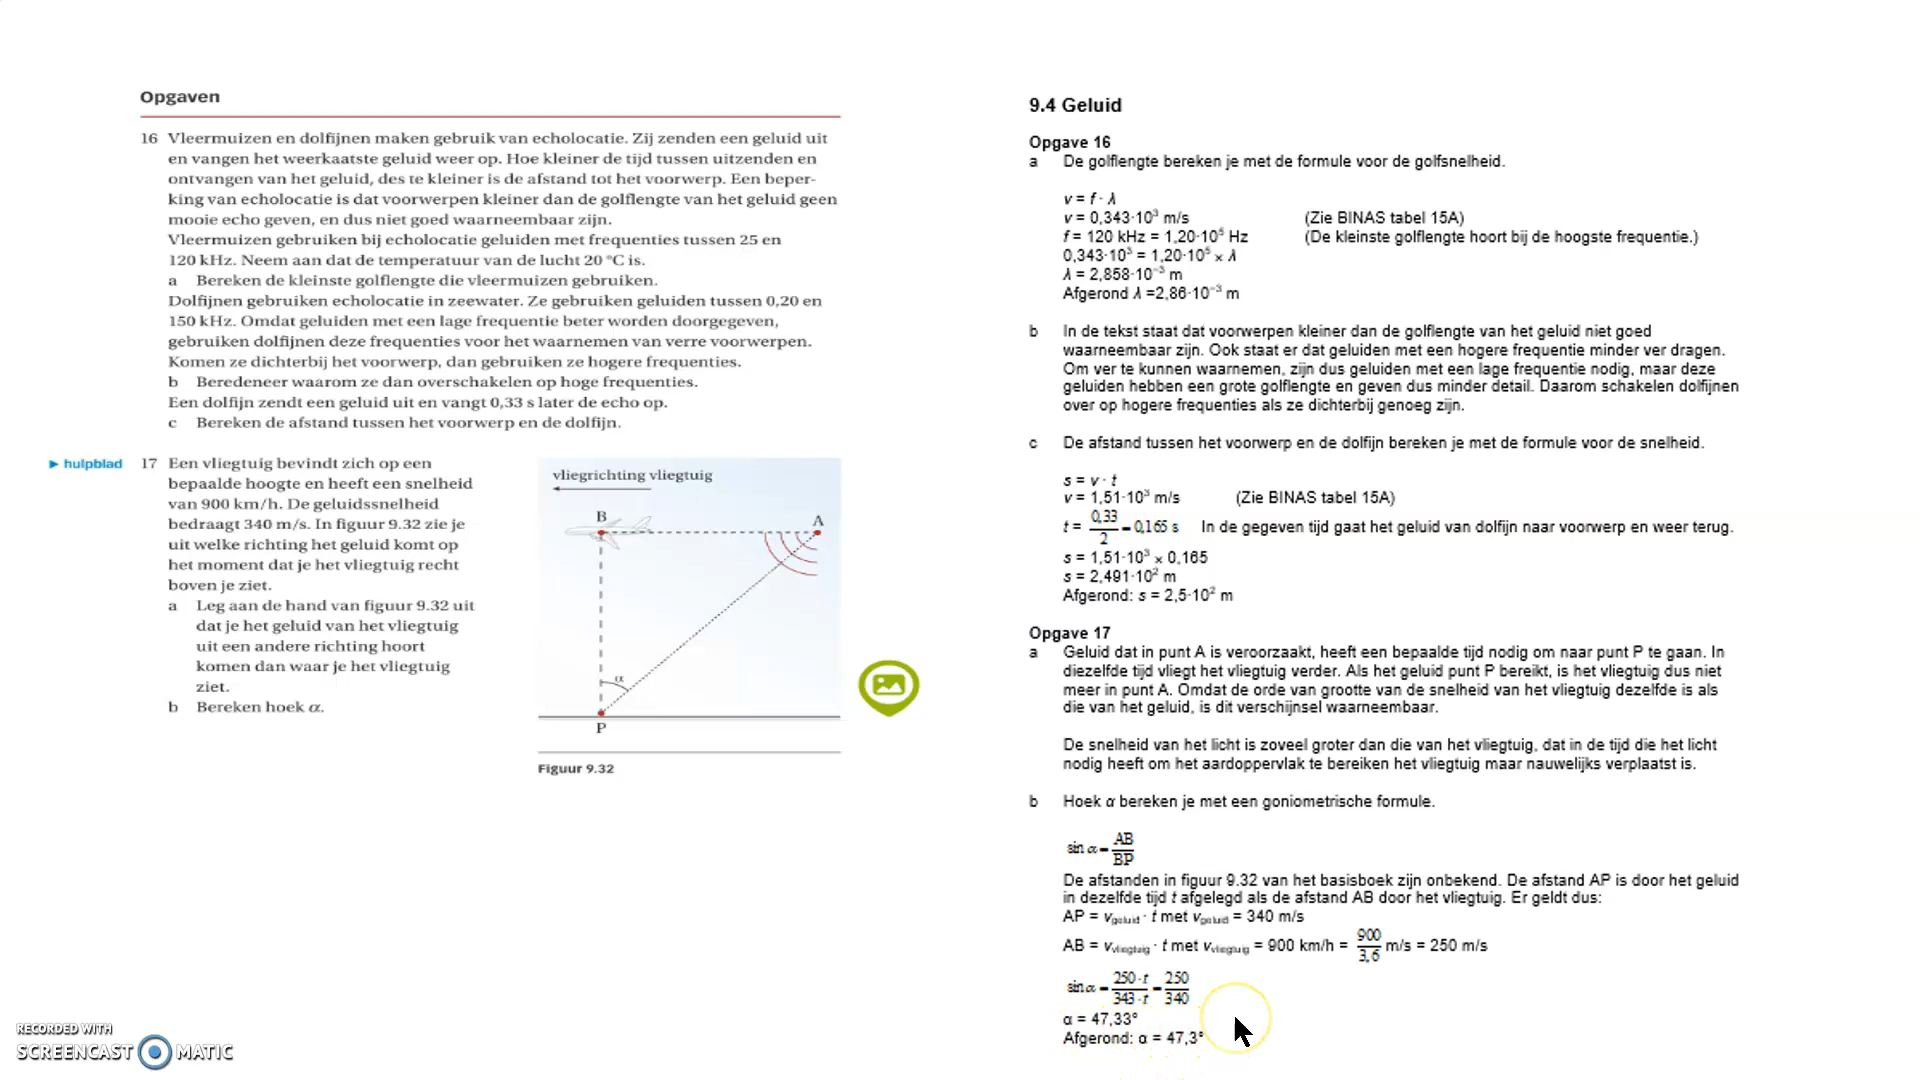 Opgaven
16 Vleermuizen en dolfijnen maken gebruik van echolocatie. Zij zenden een geluid uit
en vangen het weerkaatste geluid weer op. Hoe kleiner de tijd tussen uitzenden en
ontvangen van het geluid, des te kleiner is de afstand tot het voorwerp. Een beper-
king van echolocatie is dat voorwerpen kleiner dan de golflengte van het geluid geen
mooie echo geven, en dus niet goed waarneembaar zijn.
Vleermuizen gebruiken bij echolocatie geluiden met frequenties tussen 25 en
120 kHz. Neem aan dat de temperatuur van de lucht 20 °C is.
a Bereken de kleinste golflengte die vleermuizen gebruiken.
Dolfijnen gebruiken echolocatie in zeewater. Ze gebruiken geluiden tussen 0,20 en
150 kHz. Omdat geluiden met een lage frequentie beter worden doorgegeven,
gebruiken dolfijnen deze frequenties voor het waarnemen van verre voorwerpen.
Komen ze dichterbij het voorwerp, dan gebruiken ze hogere frequenties.
b Beredeneer waarom ze dan overschakelen op hoge frequenties.
Een dolfijn zendt een geluid uit en vangt 0,33 s later de echo op.
c Bereken de afstand tussen het voorwerp en de dolfijn.
▶ hulpblad
17 Een vliegtuig bevindt zich op een
bepaalde hoogte en heeft een snelheid
van 900 km/h. De geluidssnelheid
bedraagt 340 m/s. In figuur 9.32 zie je
uit welke richting het geluid komt op
het moment dat je het vliegtuig recht
boven je ziet.
a Leg aan de hand van figuur 9.32 uit
dat je het geluid van het vliegtuig
uit een andere richting hoort
komen dan waar je het vliegtuig
ziet.
b Bereken hoek α.
vliegrichting vliegtuig
B
A
α
P
Figuur 9.32
9.4 Geluid
Opgave 16
a De golflengte bereken je met de formule voor de golfsnelheid.
v = f · λ
v = 0,343·10³ m/s (Zie BINAS tabel 15A)
f = 120 kHz = 1,20·10⁵ Hz (De kleinste golflengte hoort bij de hoogste frequentie.)
0,343·10³ = 1,20·10⁵ × λ
λ = 2,858·10⁻³ m
Afgerond λ =2,86·10⁻³ m
b In de tekst staat dat voorwerpen kleiner dan de golflengte van het geluid niet goed
waarneembaar zijn. Ook staat er dat geluiden met een hogere frequentie minder ver dragen.
Om ver te kunnen waarnemen, zijn dus geluiden met een lage frequentie nodig, maar deze
geluiden hebben een grote golflengte en geven dus minder detail. Daarom schakelen dolfijnen
over op hogere frequenties als ze dichterbij genoeg zijn.
c De afstand tussen het voorwerp en de dolfijn bereken je met de formule voor de snelheid.
s = v · t
v = 1,51·10³ m/s (Zie BINAS tabel 15A)
t = 0,33/2 = 0,165 s In de gegeven tijd gaat het geluid van dolfijn naar voorwerp en weer terug.
s = 1,51·10³ × 0,165
s = 2,491·10² m
Afgerond: s = 2,5·10² m
Opgave 17
a Geluid dat in punt A is veroorzaakt, heeft een bepaalde tijd nodig om naar punt P te gaan. In
diezelfde tijd vliegt het vliegtuig verder. Als het geluid punt P bereikt, is het vliegtuig dus niet
meer in punt A. Omdat de orde van grootte van de snelheid van het vliegtuig dezelfde is als
die van het geluid, is dit verschijnsel waarneembaar.
De snelheid van het licht is zoveel groter dan die van het vliegtuig, dat in de tijd die het licht
nodig heeft om het aardoppervlak te bereiken het vliegtuig maar nauwelijks verplaatst is.
b Hoek α bereken je met een goniometrische formule.
sin α = AB/BP
De afstanden in figuur 9.32 van het basisboek zijn onbekend. De afstand AP is door het geluid
in dezelfde tijd t afgelegd als de afstand AB door het vliegtuig. Er geldt dus:
AP = v_geluid · t met v_geluid = 340 m/s
AB = v_vliegtuig · t met v_vliegtuig = 900 km/h = 900/3,6 m/s = 250 m/s
sin α = 250·t/343·t = 250/340
α = 47,33°
Afgerond: α = 47,3°
RECORDED WITH
SCREENCAST MATIC